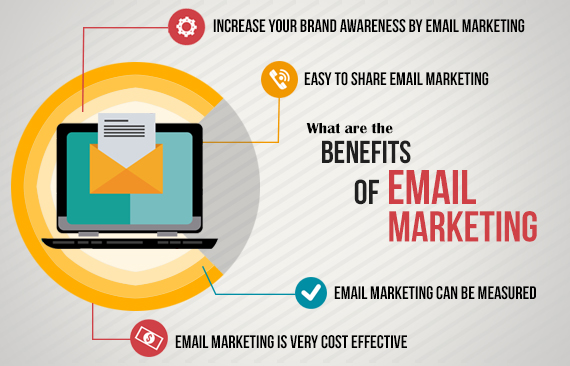 INCREASE YOUR BRAND AWARENESS BY EMAIL MARKETING
EASY TO SHARE EMAIL MARKETING
What are the
BENEFITS
OF EMAIL
MARKETING
EMAIL MARKETING CAN BE MEASURED
EMAIL MARKETING IS VERY COST EFFECTIVE